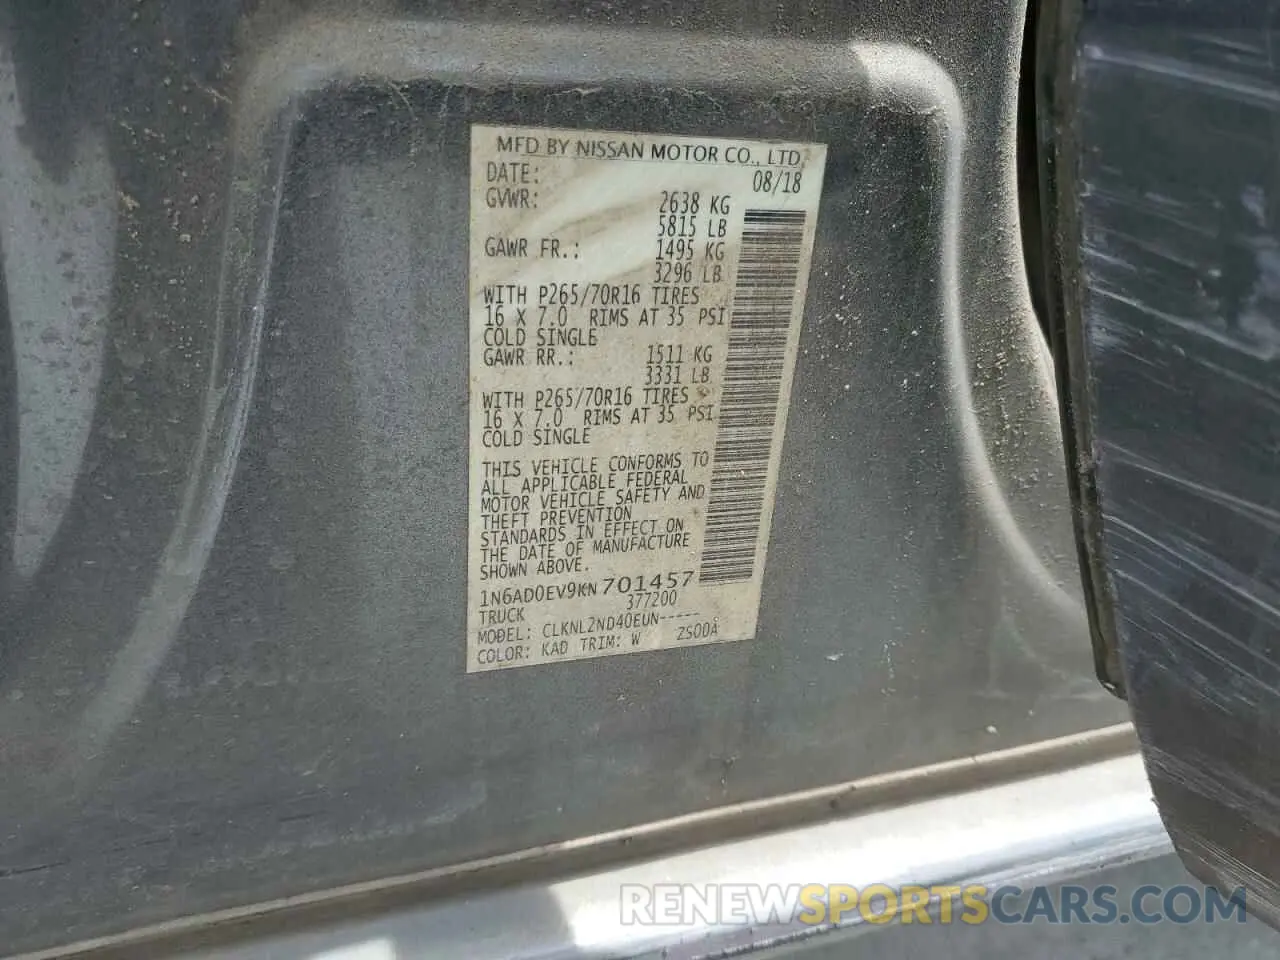 MFD BY NISSAN MOTOR CO., LTD.
DATE: 08/18
GVWR: 2638 KG
5815 LB
GAWR FR.: 1495 KG
3296 LB
WITH P265/70R16 TIRES
16 X 7.0 RIMS AT 35 PSI
COLD SINGLE
GAWR RR.: 1511 KG
3331 LB
WITH P265/70R16 TIRES
16 X 7.0 RIMS AT 35 PSI
COLD SINGLE
THIS VEHICLE CONFORMS TO
ALL APPLICABLE FEDERAL
MOTOR VEHICLE SAFETY AND
THEFT PREVENTION
STANDARDS IN EFFECT ON
THE DATE OF MANUFACTURE
SHOWN ABOVE.
1N6AD0EV9KN701457
TRUCK 377200
MODEL: CLKNL2ND40EUN-----
COLOR: KAD TRIM: W ZS00A
RENEWSPORTSCARS.COM